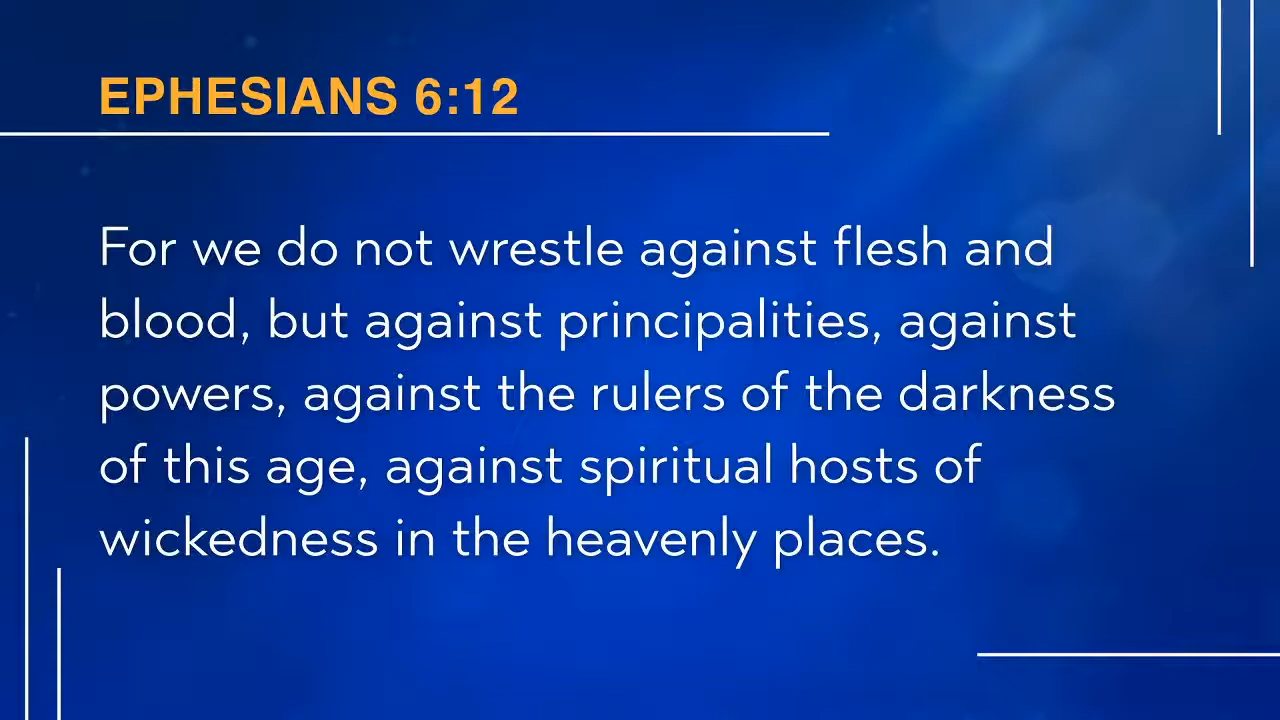 EPHESIANS 6:12
For we do not wrestle against flesh and
blood, but against principalities, against
powers, against the rulers of the darkness
of this age, against spiritual hosts of
wickedness in the heavenly places.